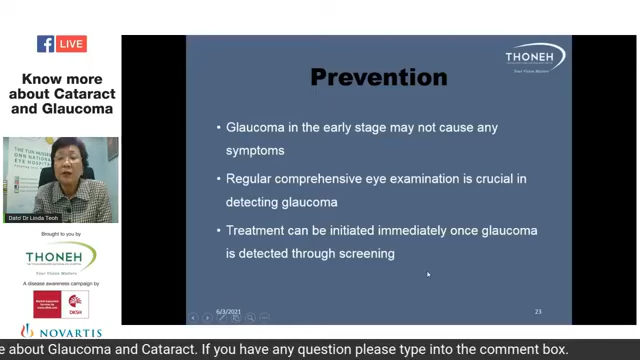 LIVE
Know more
about Cataract
and Glaucoma
Dato' Dr Linda Teoh
Brought to you by
THONEH
Your Vision Matters
A disease awareness campaign by
DKSH
NOVARTIS
THONEH
Your Vision Matters
Prevention
• Glaucoma in the early stage may not cause any
symptoms
• Regular comprehensive eye examination is crucial in
detecting glaucoma
• Treatment can be initiated immediately once glaucoma
is detected through screening
6/3/2021
23
e about Glaucoma and Cataract. If you have any question please type into the comment box.